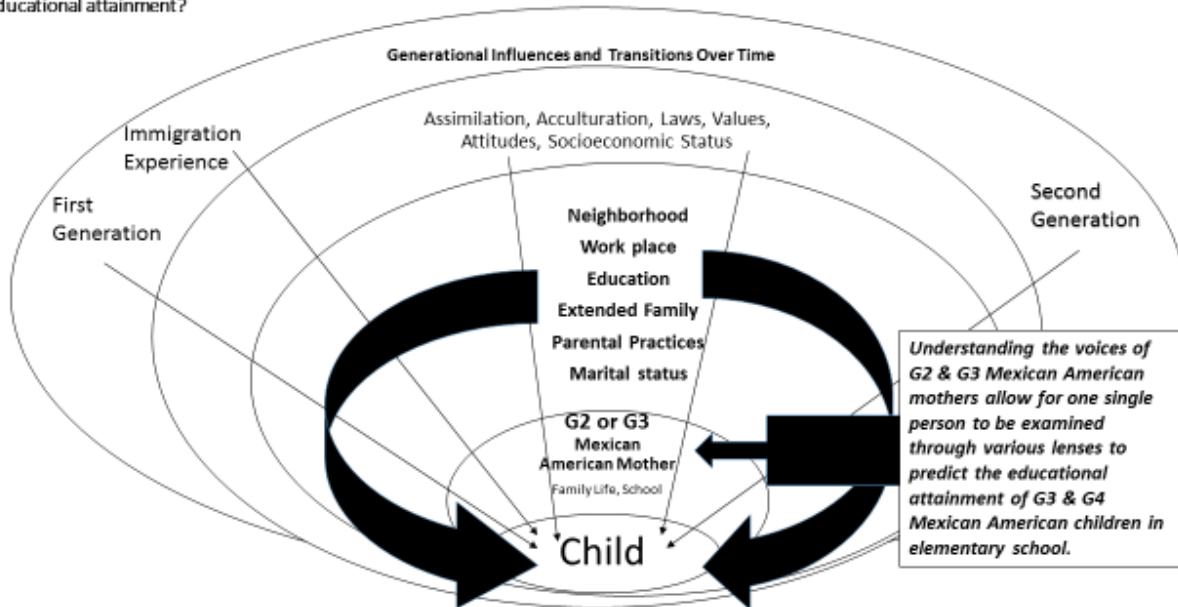 ducational attainment?
Generational Influences and Transitions Over Time
Assimilation, Acculturation, Laws, Values,
Attitudes, Socioeconomic Status
Immigration
Experience
First
Generation
Second
Generation
Neighborhood
Work place
Education
Extended Family
Parental Practices
Marital status
G2 or G3
Mexican
American Mother
Family Life, School
Child
Understanding the voices of
G2 & G3 Mexican American
mothers allow for one single
person to be examined
through various lenses to
predict the educational
attainment of G3 & G4
Mexican American children in
elementary school.